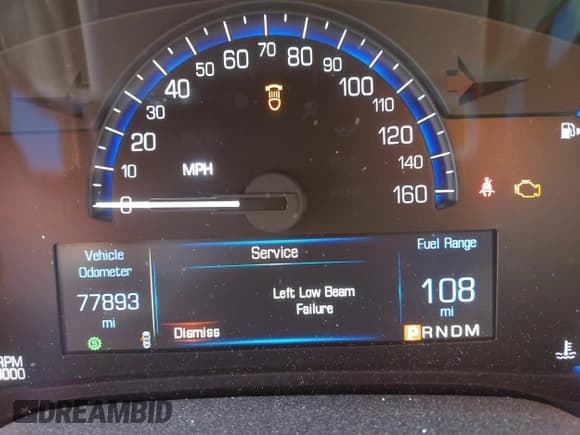 0
10
20
30
40
50
60
70
80
90
100
110
120
140
160
MPH
Vehicle
Odometer
77893
mi
Service
Left Low Beam
Failure
Dismiss
Fuel Range
108
mi
PRNDM
RPM
1000
DREAMBID